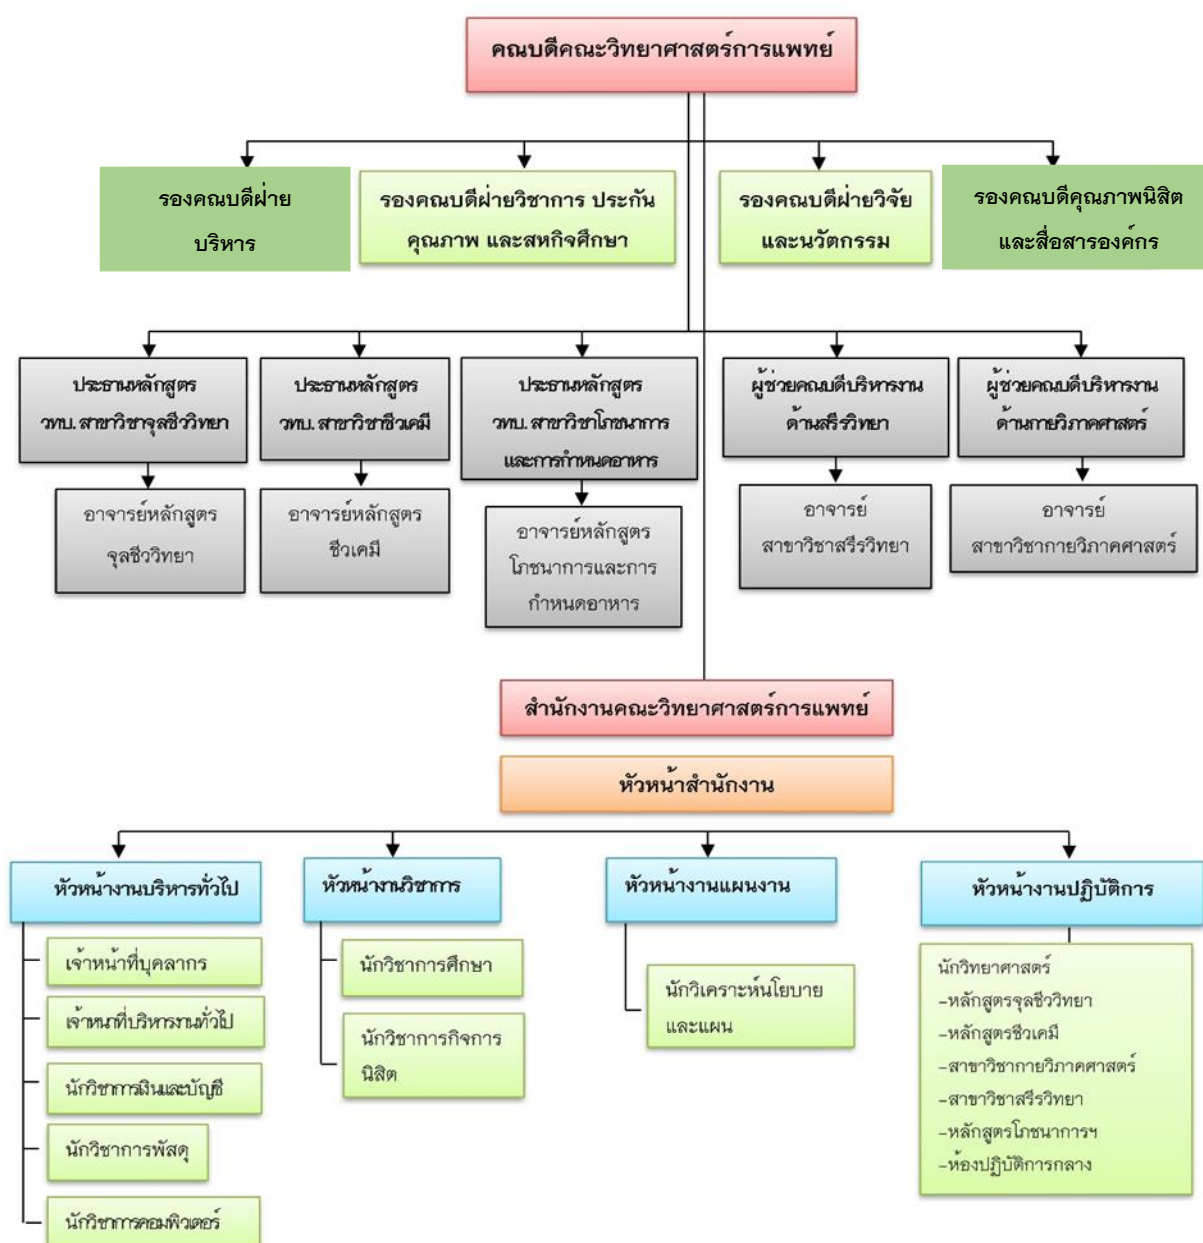 คณบดีคณะวิทยาศาสตร์การแพทย์
รองคณบดีฝ่าย
บริหาร
รองคณบดีฝ่ายวิชาการ ประกัน
คุณภาพ และสหกิจศึกษา
รองคณบดีฝ่ายวิจัย
และนวัตกรรม
รองคณบดีคุณภาพนิสิต
และสื่อสารองค์กร
ประธานหลักสูตร
วทบ. สาขาวิชาจุลชีววิทยา
ประธานหลักสูตร
วทบ. สาขาวิชาชีวเคมี
ประธานหลักสูตร
วทบ. สาขาวิชาโภชนาการ
และการกำหนดอาหาร
ผู้ช่วยคณบดีบริหารงาน
ด้านสรีรวิทยา
ผู้ช่วยคณบดีบริหารงาน
ด้านกายวิภาคศาสตร์
อาจารย์หลักสูตร
จุลชีววิทยา
อาจารย์หลักสูตร
ชีวเคมี
อาจารย์หลักสูตร
โภชนาการและการ
กำหนดอาหาร
อาจารย์
สาขาวิชาสรีรวิทยา
อาจารย์
สาขาวิชากายวิภาคศาสตร์
สำนักงานคณะวิทยาศาสตร์การแพทย์
หัวหน้าสำนักงาน
หัวหน้างานบริหารทั่วไป
เจ้าหน้าที่บุคลากร
เจ้าหนาที่บริหารงานทั่วไป
นักวิชาการเงินและบัญชี
นักวิชาการพัสดุ
นักวิชาการคอมพิวเตอร์
หัวหน้างานวิชาการ
นักวิชาการศึกษา
นักวิชาการกิจการ
นิสิต
หัวหน้างานแผนงาน
นักวิเคราะห์นโยบาย
และแผน
หัวหน้างานปฏิบัติการ
นักวิทยาศาสตร์
-หลักสูตรจุลชีววิทยา
-หลักสูตรชีวเคมี
-สาขาวิชากายวิภาคศาสตร์
-สาขาวิชาสรีรวิทยา
-หลักสูตรโภชนาการฯ
-ห้องปฏิบัติการกลาง